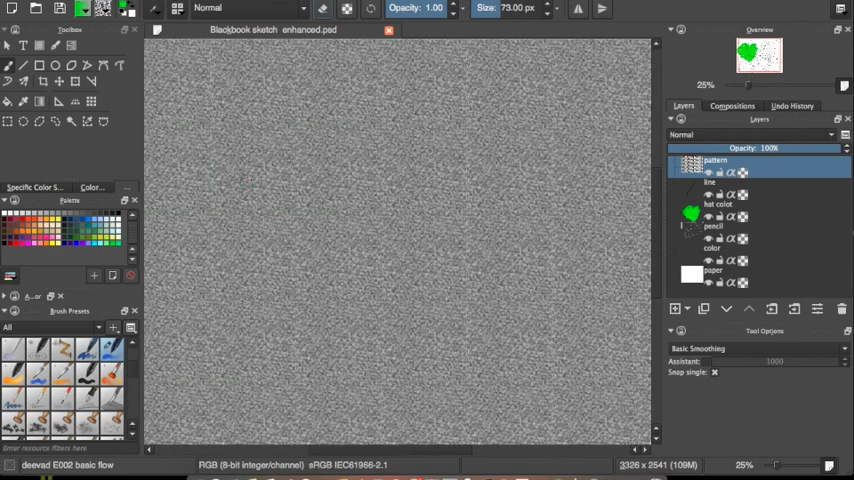 Normal
Opacity: 1.00
Size: 73.00 px
Toolbox
Blackbook sketch enhanced.psd
Overview
25%
Layers
Compositions
Undo History
Layers
Normal
Opacity: 100%
pattern
line
hat colot
pencil
color
paper
Specific Color S...
Color...
...
Palette
A...or
Brush Presets
All
Tool Options
Basic Smoothing
Assistant:
1000
Snap single:
Enter resource filters here
deevad E002 basic flow
RGB (8-bit integer/channel) sRGB IEC61966-2.1
3326 x 2541 (109M)
25%